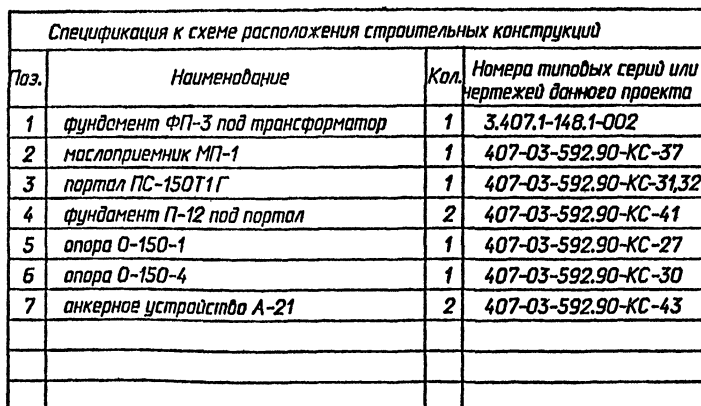 Спецификация к схеме расположения строительных конструкций
Поз. Наименование Кол. Номера типовых серий или
чертежей данного проекта
1 фундамент ФП-3 под трансформатор 1 3.407.1-148.1-002
2 маслоприемник МП-1 1 407-03-592.90-КС-37
3 портал ПС-150Т1Г 1 407-03-592.90-КС-31,32
4 фундамент П-12 под портал 2 407-03-592.90-КС-41
5 опора О-150-1 1 407-03-592.90-КС-27
6 опора О-150-4 1 407-03-592.90-КС-30
7 анкерное устройство А-21 2 407-03-592.90-КС-43